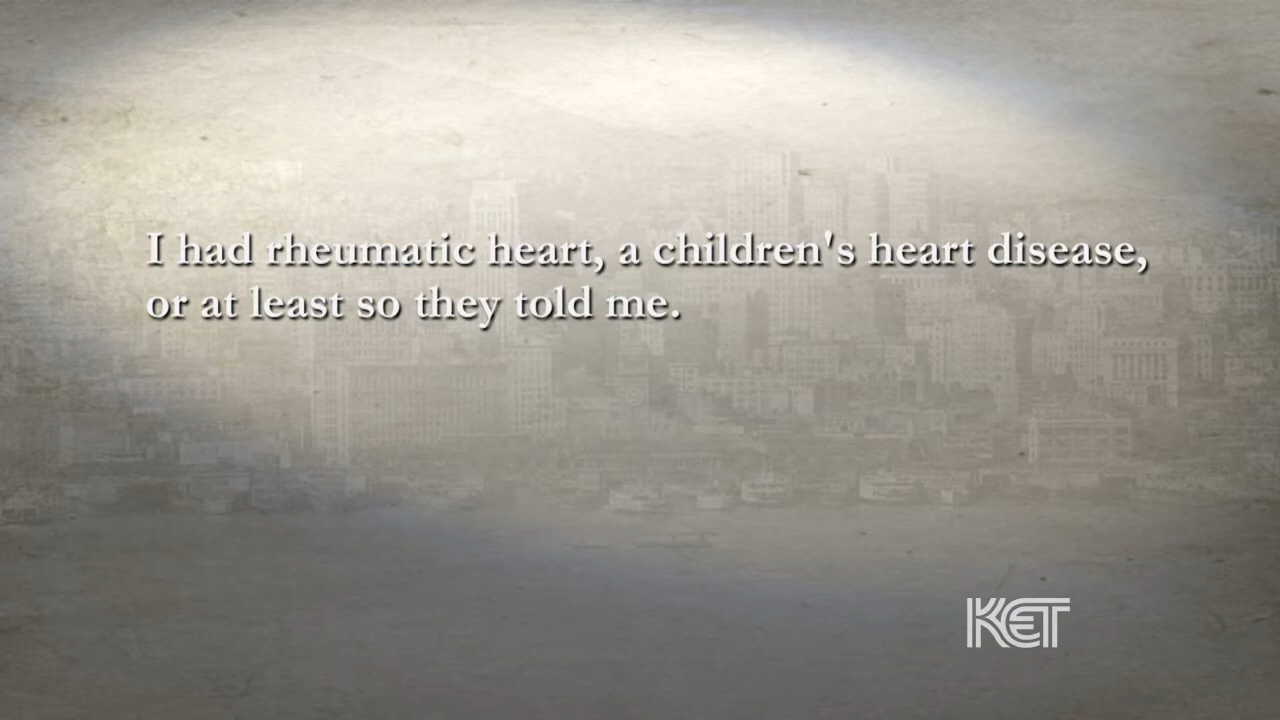 I had rheumatic heart, a children's heart disease,
or at least so they told me.
KET